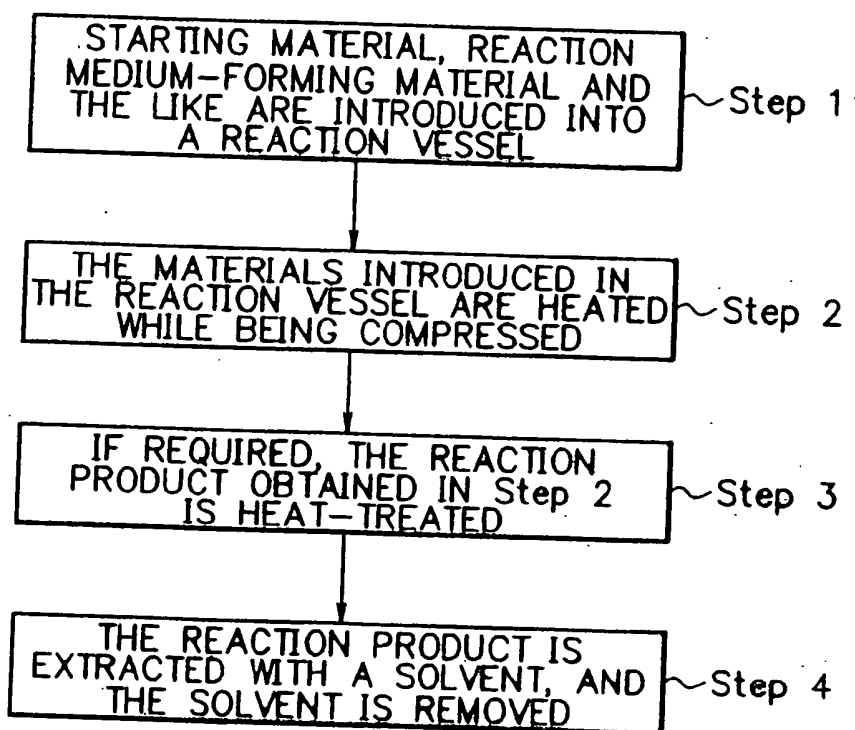 STARTING MATERIAL, REACTION
MEDIUM-FORMING MATERIAL AND
THE LIKE ARE INTRODUCED INTO
A REACTION VESSEL
Step 1
THE MATERIALS INTRODUCED IN
THE REACTION VESSEL ARE HEATED
WHILE BEING COMPRESSED
Step 2
IF REQUIRED, THE REACTION
PRODUCT OBTAINED IN Step 2
IS HEAT-TREATED
Step 3
THE REACTION PRODUCT IS
EXTRACTED WITH A SOLVENT, AND
THE SOLVENT IS REMOVED
Step 4